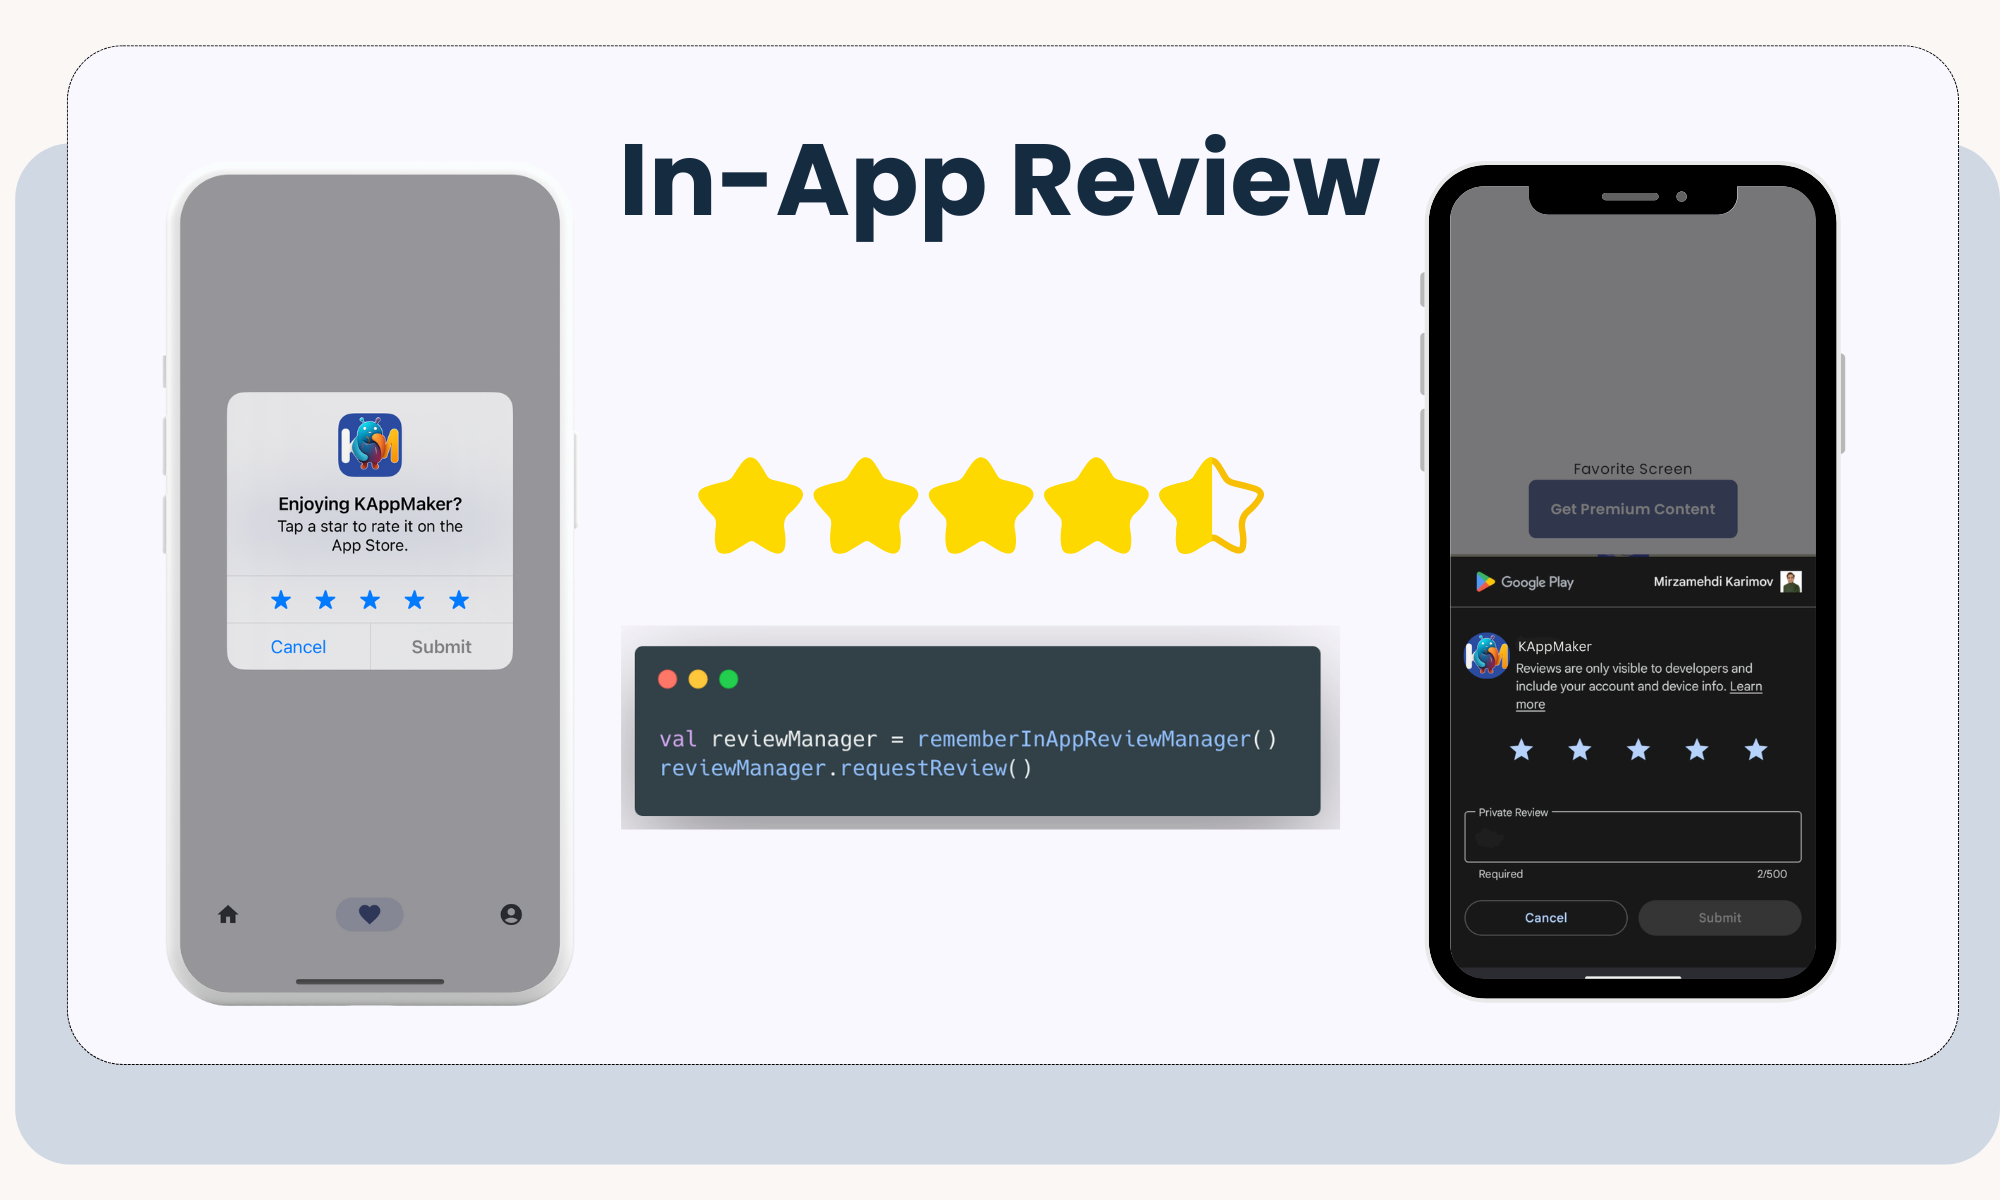 In-App Review
KM
Enjoying KAppMaker?
Tap a star to rate it on the
App Store.
Cancel
Submit
val reviewManager = rememberInAppReviewManager()
reviewManager.requestReview()
Favorite Screen
Get Premium Content
Google Play
Mirzamehdi Karimov
KM
KAppMaker
Reviews are only visible to developers and
include your account and device info. Learn
more
Private Review
Required
2/500
Cancel
Submit